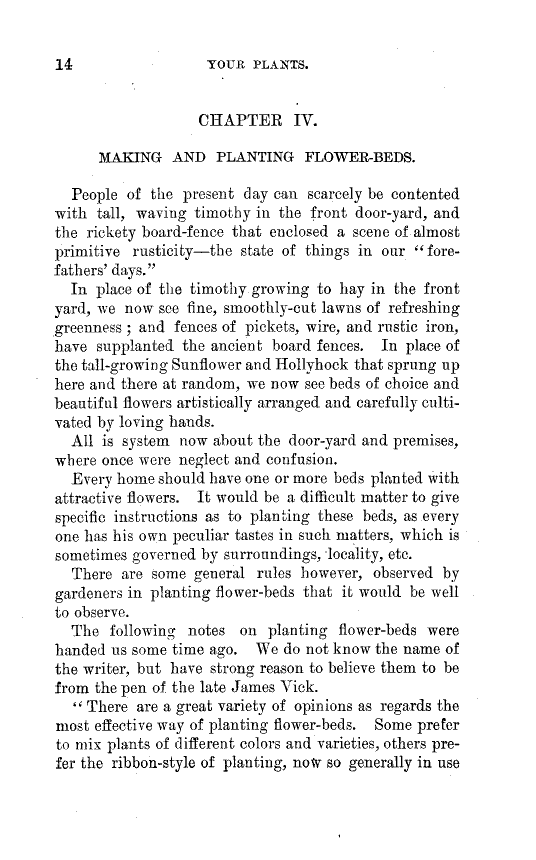 14 YOUR PLANTS.
CHAPTER IV.
MAKING AND PLANTING FLOWER-BEDS.
People of the present day can scarcely be contented
with tall, waving timothy in the front door-yard, and
the rickety board-fence that enclosed a scene of almost
primitive rusticity—the state of things in our “fore-
fathers’ days.”
In place of the timothy growing to hay in the front
yard, we now see fine, smoothly-cut lawns of refreshing
greenness ; and fences of pickets, wire, and rustic iron,
have supplanted the ancient board fences. In place of
the tall-growing Sunflower and Hollyhock that sprung up
here and there at random, we now see beds of choice and
beautiful flowers artistically arranged and carefully culti-
vated by loving hands.
All is system now about the door-yard and premises,
where once were neglect and confusion.
Every home should have one or more beds planted with
attractive flowers. It would be a difficult matter to give
specific instructions as to planting these beds, as every
one has his own peculiar tastes in such matters, which is
sometimes governed by surroundings, locality, etc.
There are some general rules however, observed by
gardeners in planting flower-beds that it would be well
to observe.
The following notes on planting flower-beds were
handed us some time ago. We do not know the name of
the writer, but have strong reason to believe them to be
from the pen of the late James Vick.
“ There are a great variety of opinions as regards the
most effective way of planting flower-beds. Some prefer
to mix plants of different colors and varieties, others pre-
fer the ribbon-style of planting, now so generally in use